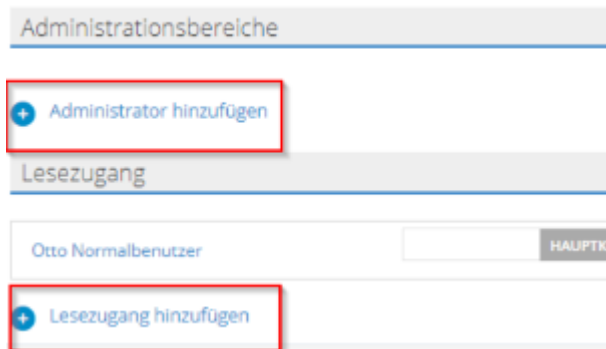 Administrationsbereiche
Administrator hinzufügen
Lesezugang
Otto Normalbenutzer
Lesezugang hinzufügen